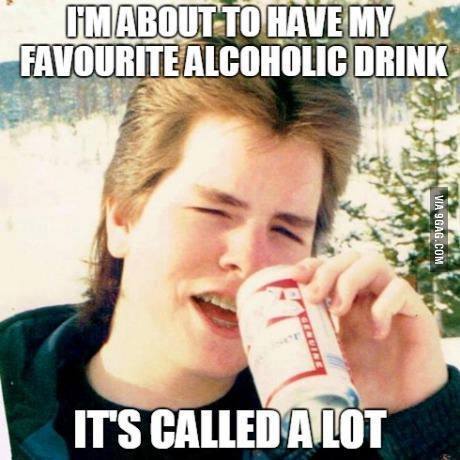 I'M ABOUT TO HAVE MY
FAVOURITE ALCOHOLIC DRINK
VIA 9GAG.COM
IT'S CALLED A LOT